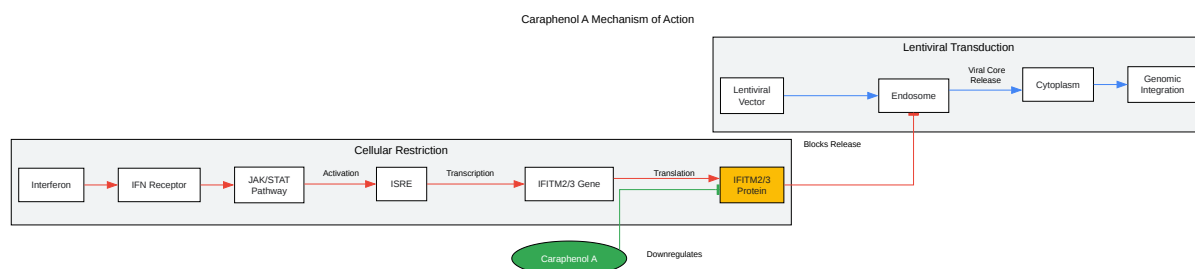 Caraphenol A Mechanism of Action
Lentiviral Transduction
Lentiviral
Vector
Endosome
Viral Core
Release
Cytoplasm
Genomic
Integration
Blocks Release
Cellular Restriction
Interferon
IFN Receptor
JAK/STAT
Pathway
Activation
ISRE
Transcription
IFITM2/3 Gene
Translation
IFITM2/3
Protein
Caraphenol A
Downregulates